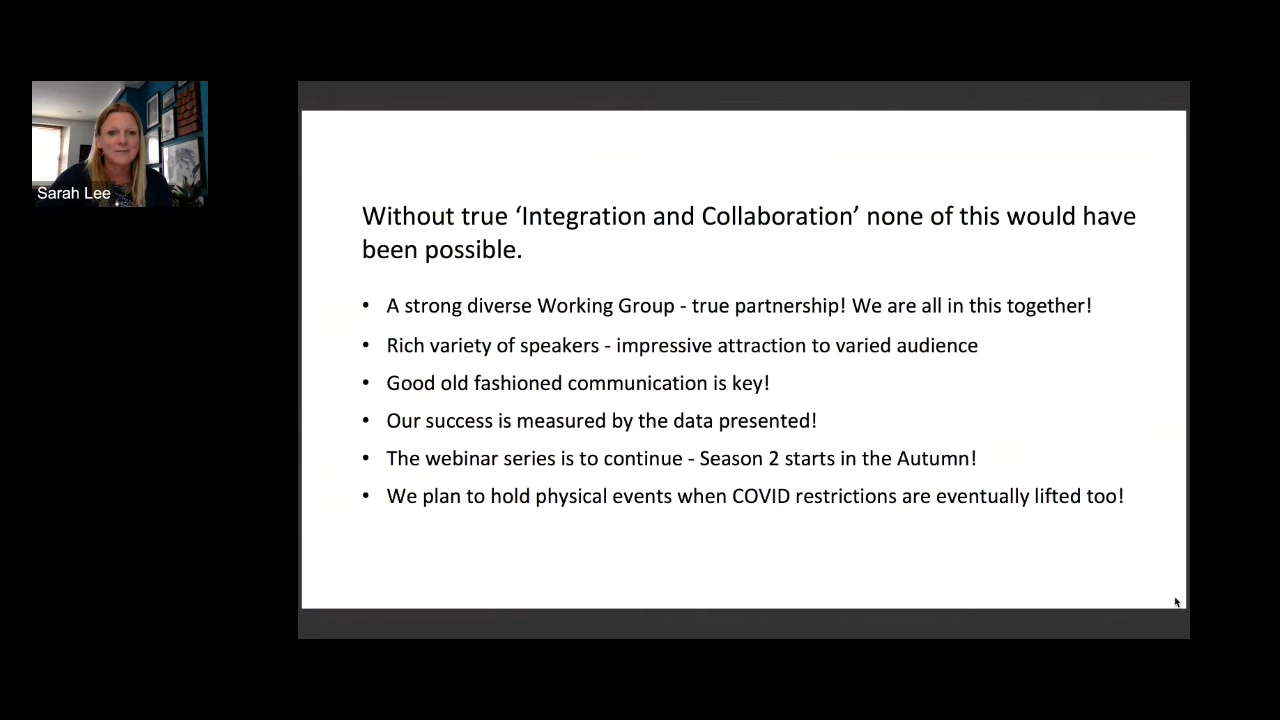 Sarah Lee
Without true ‘Integration and Collaboration’ none of this would have
been possible.
• A strong diverse Working Group - true partnership! We are all in this together!
• Rich variety of speakers - impressive attraction to varied audience
• Good old fashioned communication is key!
• Our success is measured by the data presented!
• The webinar series is to continue - Season 2 starts in the Autumn!
• We plan to hold physical events when COVID restrictions are eventually lifted too!